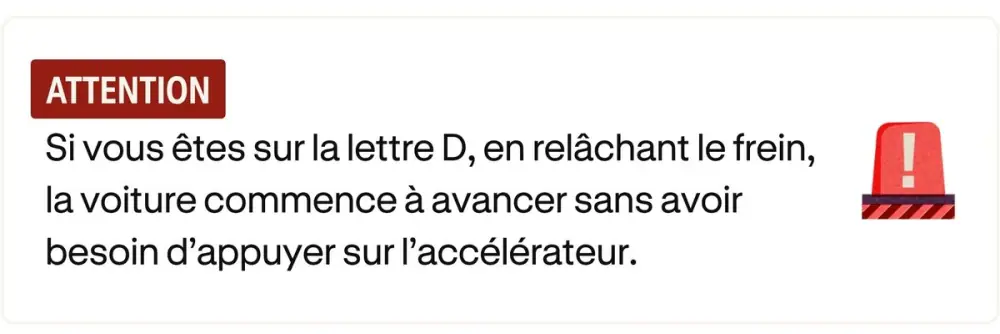 ATTENTION
Si vous êtes sur la lettre D, en relâchant le frein,
la voiture commence à avancer sans avoir
besoin d’appuyer sur l’accélérateur.